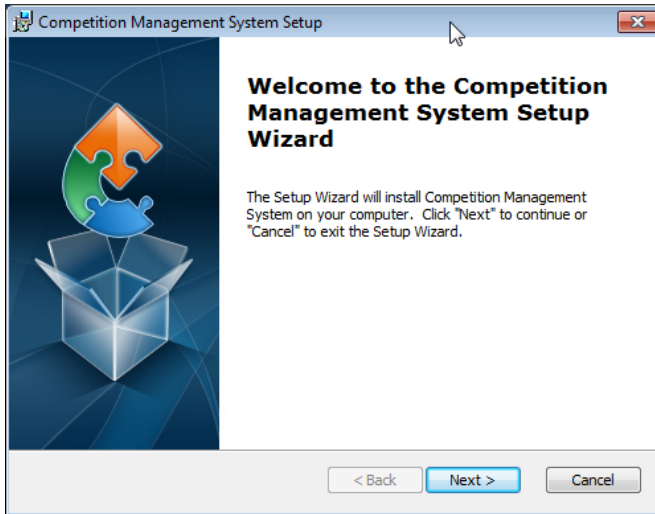 Competition Management System Setup
Welcome to the Competition
Management System Setup
Wizard
The Setup Wizard will install Competition Management
System on your computer.  Click "Next" to continue or
"Cancel" to exit the Setup Wizard.
< Back
Next >
Cancel